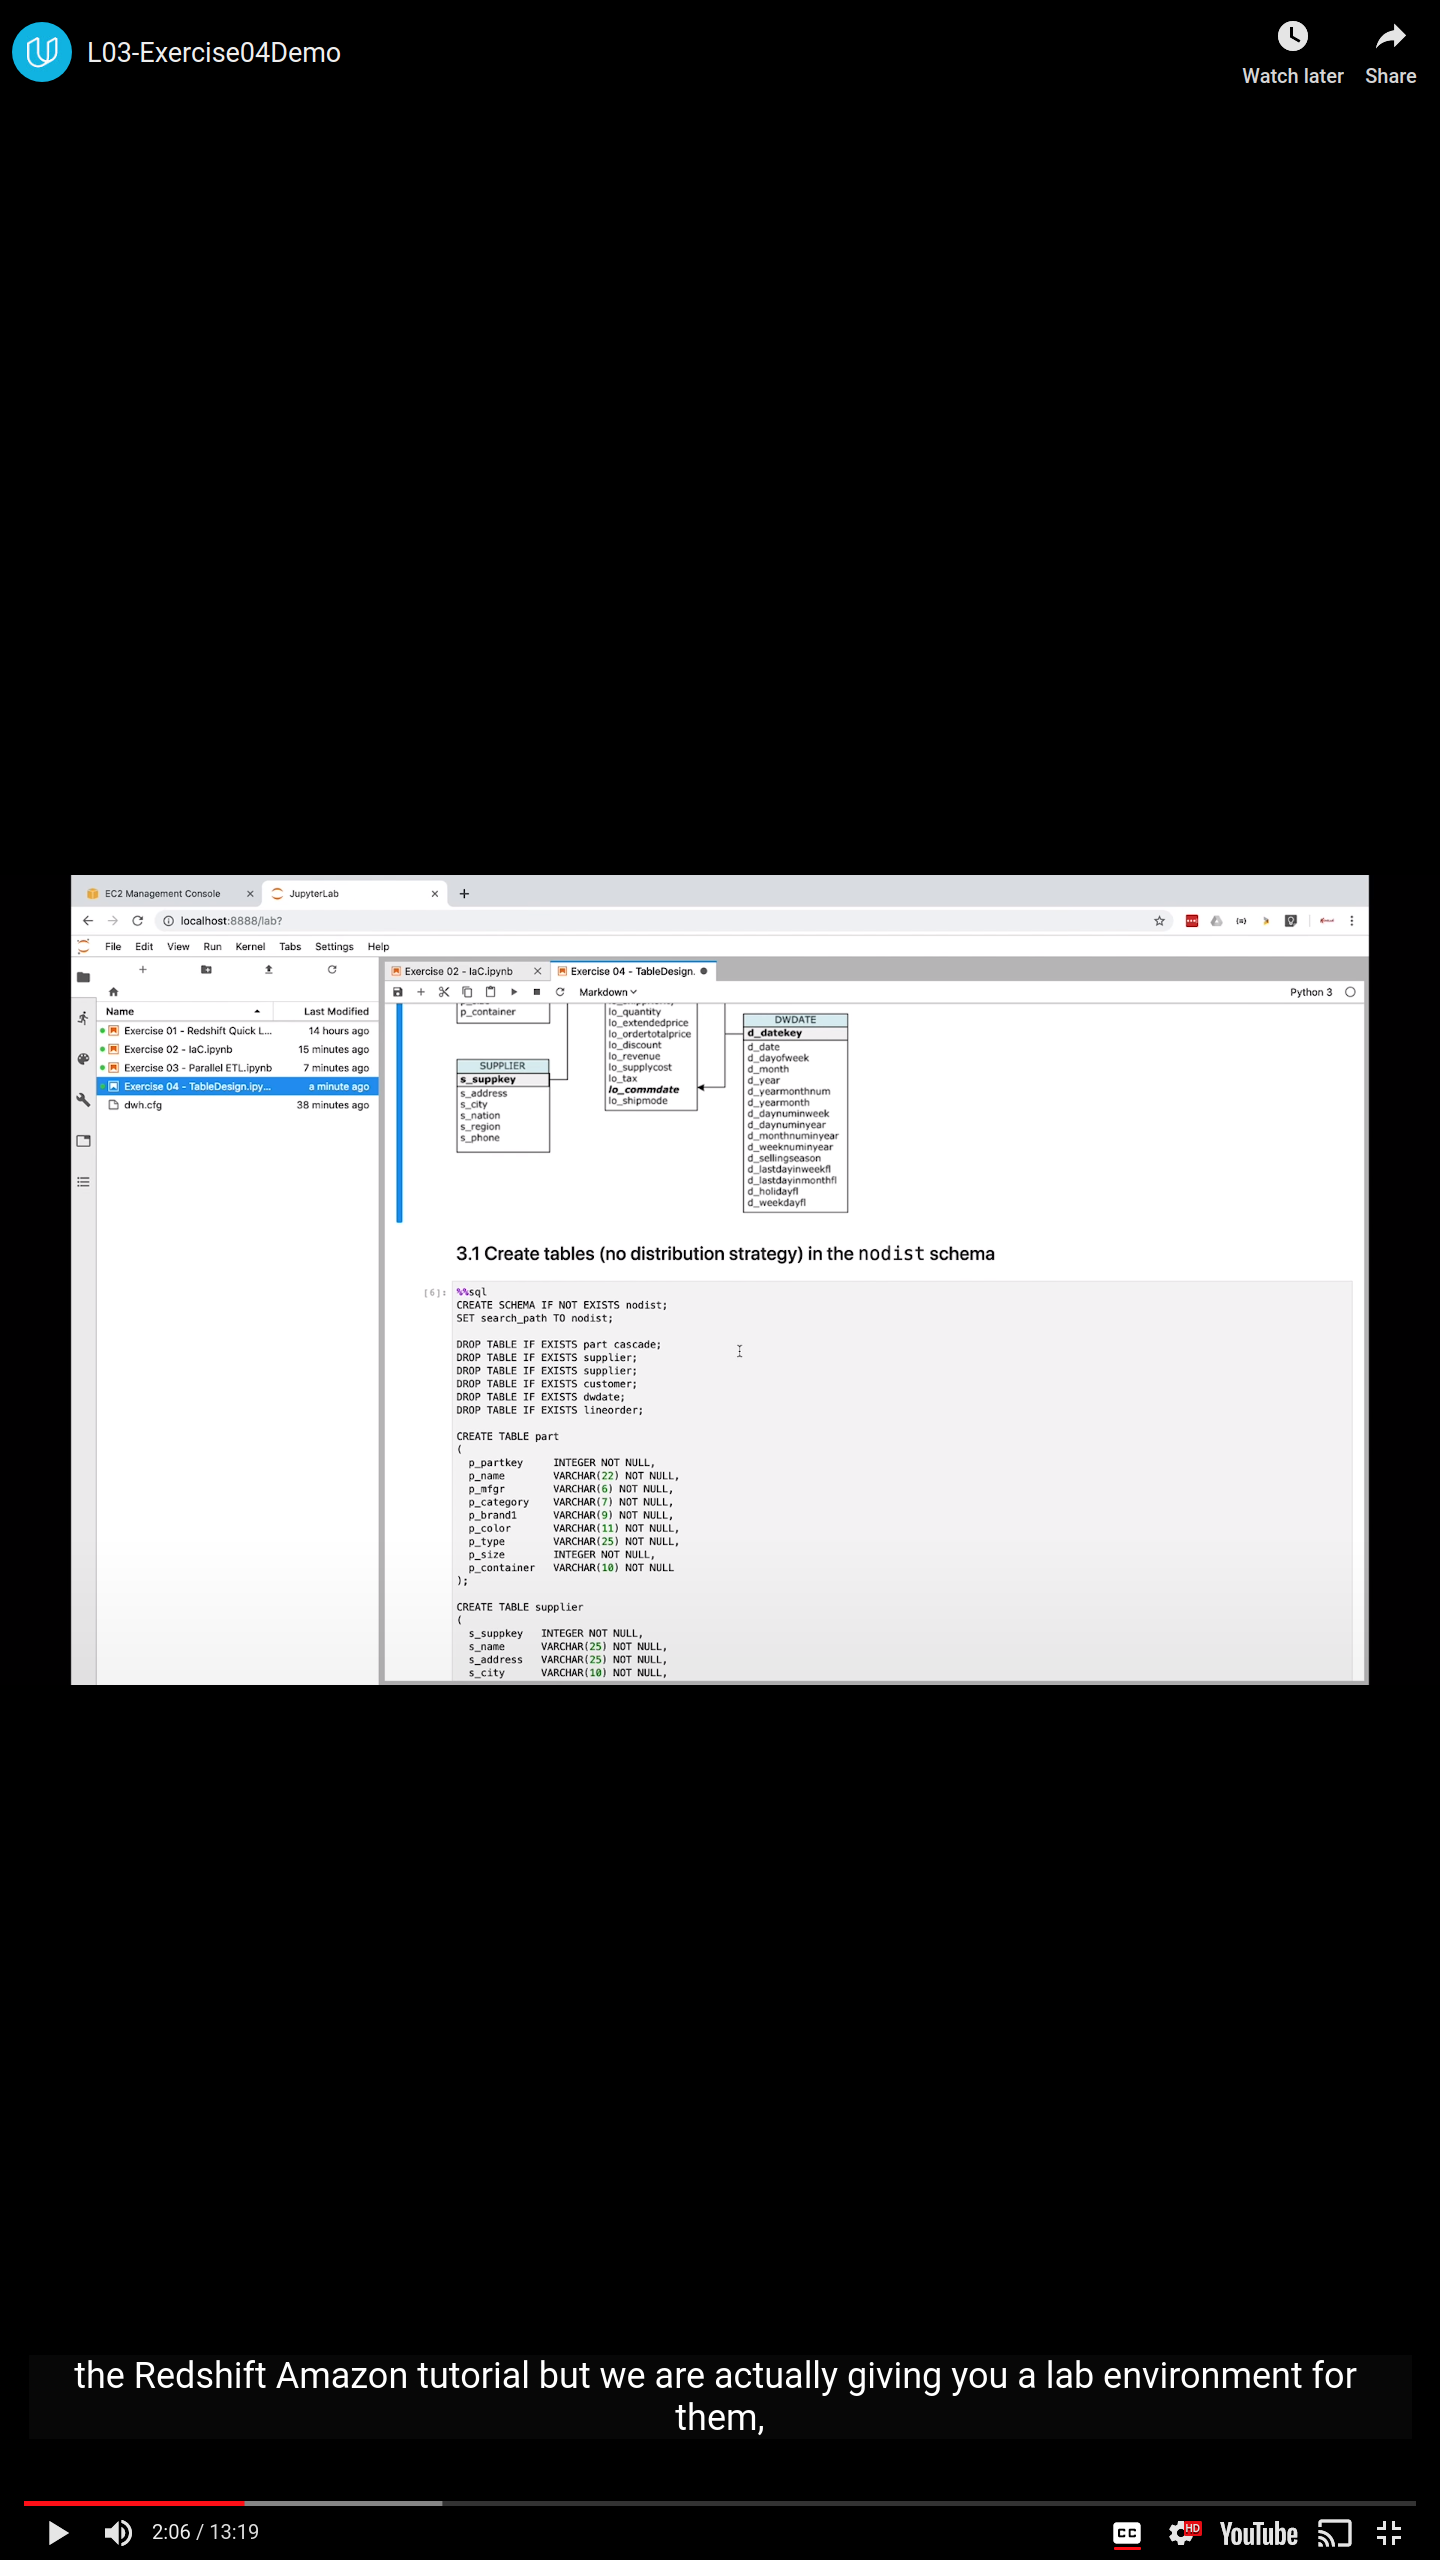 L03-Exercise04Demo
Watch later
Share
EC2 Management Console
JupyterLab
localhost:8888/lab?
File Edit View Run Kernel Tabs Settings Help
Name Last Modified
Exercise 01 - Redshift Quick L... 14 hours ago
Exercise 02 - IaC.ipynb 15 minutes ago
Exercise 03 - Parallel ETL.ipynb 7 minutes ago
Exercise 04 - TableDesign.ipy... a minute ago
dwh.cfg 38 minutes ago
Exercise 02 - IaC.ipynb
Exercise 04 - TableDesign.
Markdown
Python 3
p_container
SUPPLIER
s_suppkey
s_address
s_city
s_nation
s_region
s_phone
lo_quantity
lo_extendedprice
lo_ordertotalprice
lo_discount
lo_revenue
lo_supplycost
lo_tax
lo_commdate
lo_shipmode
DWDATE
d_datekey
d_date
d_dayofweek
d_month
d_year
d_yearmonthnum
d_yearmonth
d_daynuminweek
d_daynuminyear
d_monthnuminyear
d_weeknuminyear
d_sellingseason
d_lastdayinweekfl
d_lastdayinmonthfl
d_holidayfl
d_weekdayfl
3.1 Create tables (no distribution strategy) in the nodist schema
[6]:
%%sql
CREATE SCHEMA IF NOT EXISTS nodist;
SET search_path TO nodist;
DROP TABLE IF EXISTS part cascade;
DROP TABLE IF EXISTS supplier;
DROP TABLE IF EXISTS supplier;
DROP TABLE IF EXISTS customer;
DROP TABLE IF EXISTS dwdate;
DROP TABLE IF EXISTS lineorder;
CREATE TABLE part
(
p_partkey INTEGER NOT NULL,
p_name VARCHAR(22) NOT NULL,
p_mfgr VARCHAR(6) NOT NULL,
p_category VARCHAR(7) NOT NULL,
p_brand1 VARCHAR(9) NOT NULL,
p_color VARCHAR(11) NOT NULL,
p_type VARCHAR(25) NOT NULL,
p_size INTEGER NOT NULL,
p_container VARCHAR(10) NOT NULL
);
CREATE TABLE supplier
(
s_suppkey INTEGER NOT NULL,
s_name VARCHAR(25) NOT NULL,
s_address VARCHAR(25) NOT NULL,
s_city VARCHAR(10) NOT NULL,
the Redshift Amazon tutorial but we are actually giving you a lab environment for
them,
2:06 / 13:19
CC
HD
YouTube